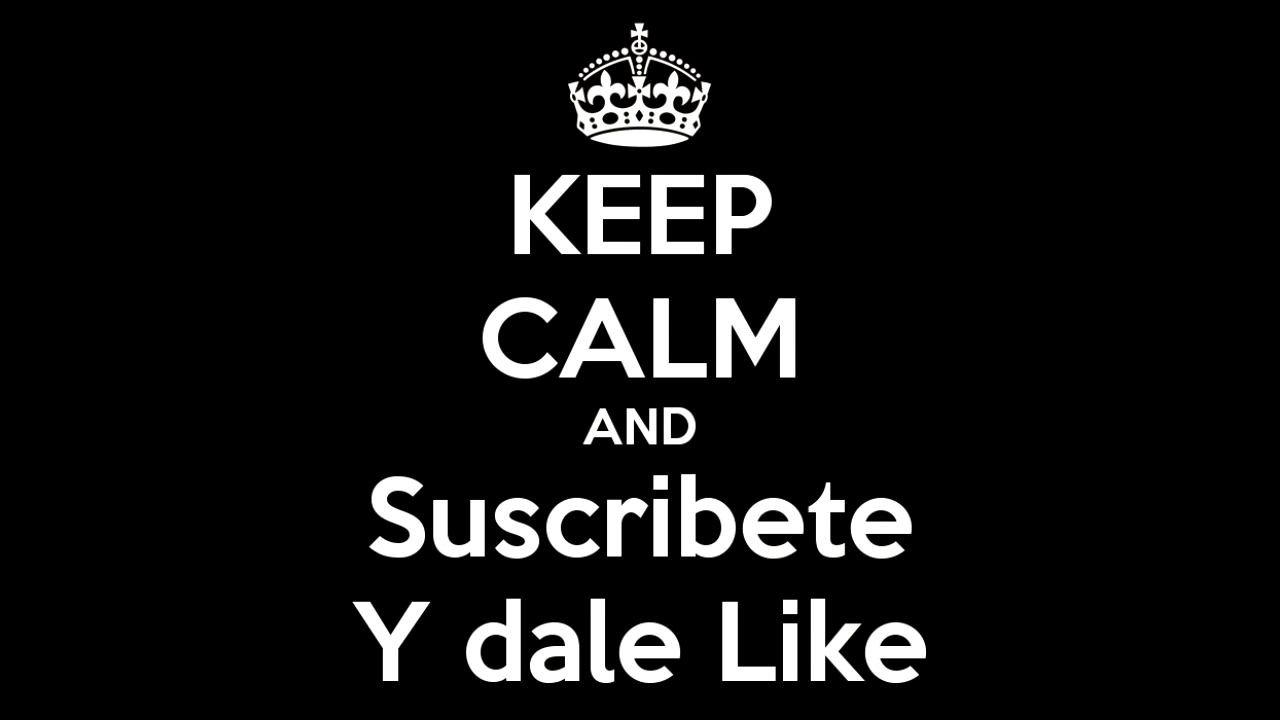 KEEP
CALM
AND
Suscribete
Y dale Like